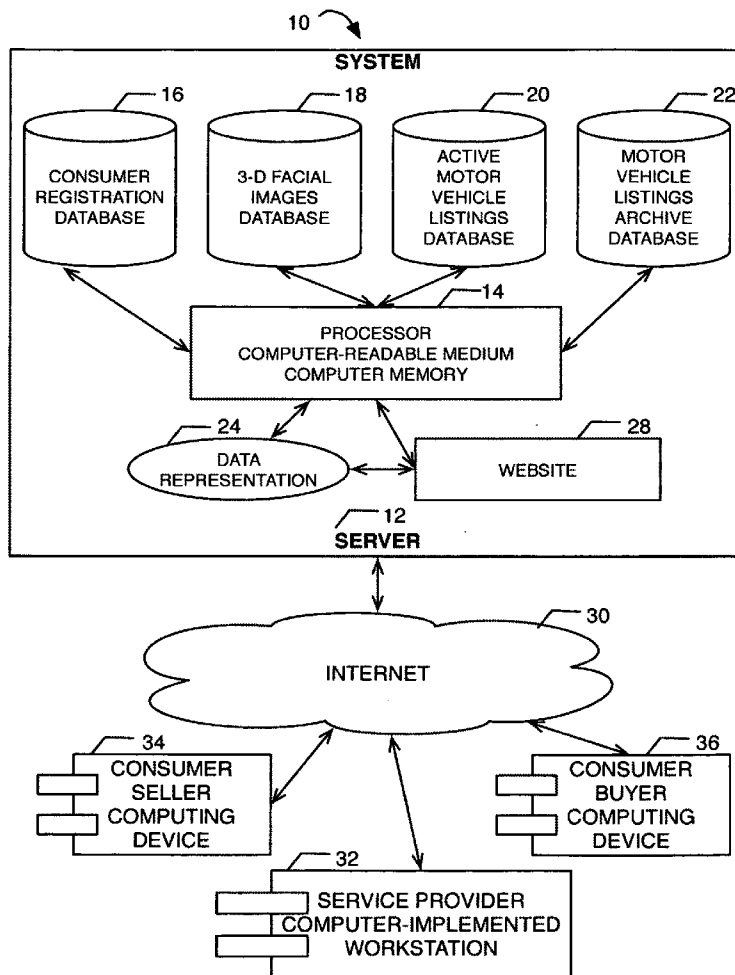 10
SYSTEM
16
18
20
22
CONSUMER
REGISTRATION
DATABASE
3-D FACIAL
IMAGES
DATABASE
ACTIVE
MOTOR
VEHICLE
LISTINGS
DATABASE
MOTOR
VEHICLE
LISTINGS
ARCHIVE
DATABASE
14
PROCESSOR
COMPUTER-READABLE MEDIUM
COMPUTER MEMORY
24
DATA
REPRESENTATION
28
WEBSITE
12
SERVER
30
INTERNET
34
CONSUMER
SELLER
COMPUTING
DEVICE
36
CONSUMER
BUYER
COMPUTING
DEVICE
32
SERVICE PROVIDER
COMPUTER-IMPLEMENTED
WORKSTATION